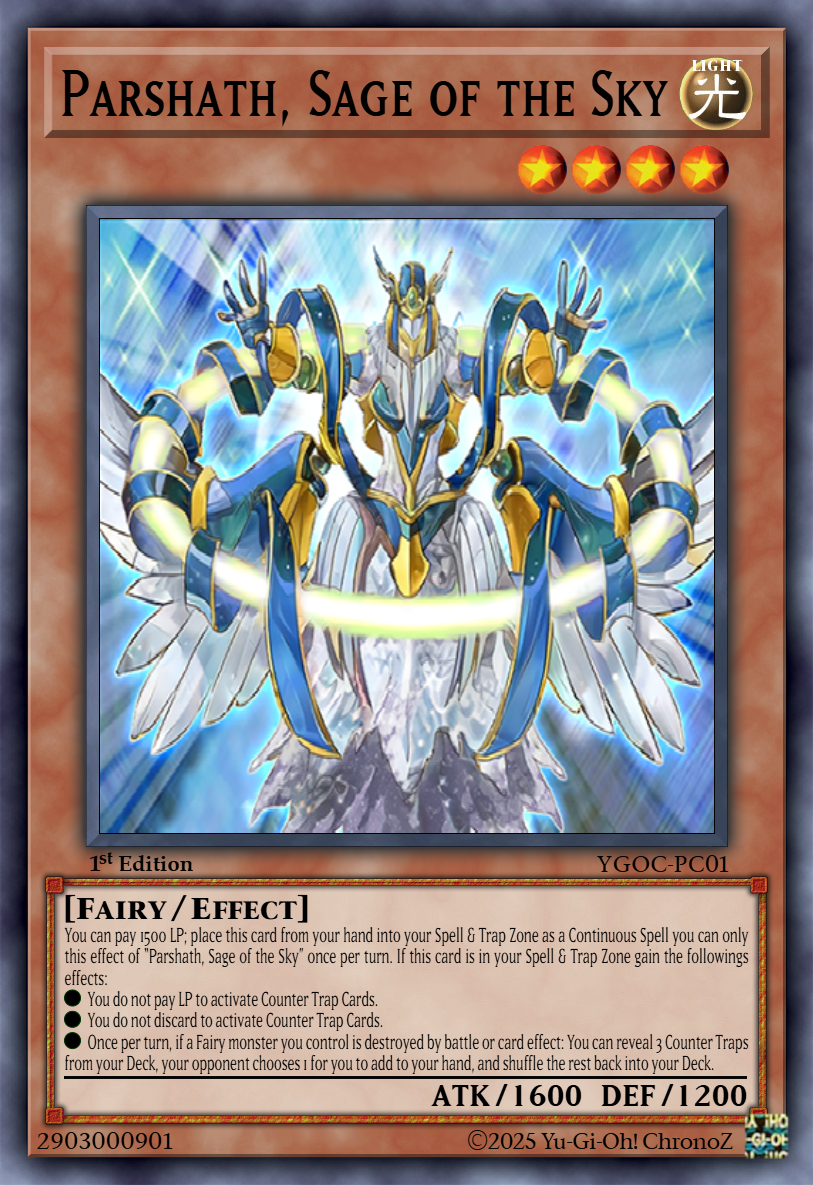 Parshath, Sage of the Sky
LIGHT
光
1st Edition
YGOC-PC01
[Fairy / Effect]
You can pay 1500 LP; place this card from your hand into your Spell & Trap Zone as a Continuous Spell you can only
this effect of "Parshath, Sage of the Sky" once per turn. If this card is in your Spell & Trap Zone gain the followings
effects:
● You do not pay LP to activate Counter Trap Cards.
● You do not discard to activate Counter Trap Cards.
● Once per turn, if a Fairy monster you control is destroyed by battle or card effect: You can reveal 3 Counter Traps
from your Deck, your opponent chooses 1 for you to add to your hand, and shuffle the rest back into your Deck.
ATK / 1600 DEF / 1200
2903000901
©2025 Yu-Gi-Oh! ChronoZ